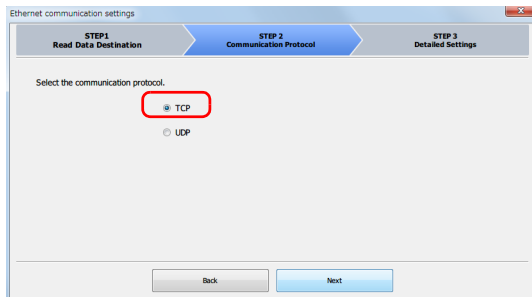 Ethernet communication settings
STEP1
Read Data Destination
STEP 2
Communication Protocol
STEP 3
Detailed Settings
Select the communication protocol.
TCP
UDP
Back
Next